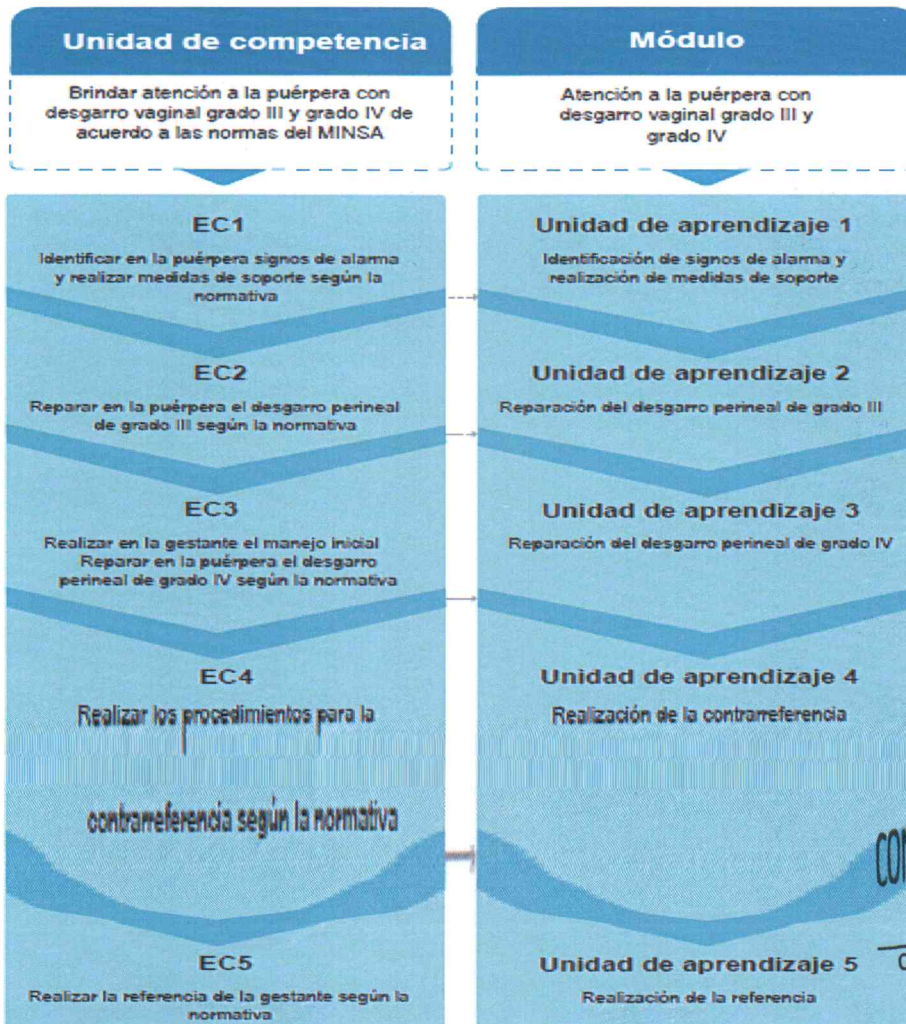 Unidad de competencia
Brindar atención a la puérpera con
desgarro vaginal grado III y grado IV de
acuerdo a las normas del MINSA
Módulo
Atención a la puérpera con
desgarro vaginal grado III y
grado IV
EC1
Identificar en la puérpera signos de alarma
y realizar medidas de soporte según la
normativa
Unidad de aprendizaje 1
Identificación de signos de alarma y
realización de medidas de soporte
EC2
Reparar en la puérpera el desgarro perineal
de grado III según la normativa
Unidad de aprendizaje 2
Reparación del desgarro perineal de grado III
EC3
Realizar en la gestante el manejo inicial
Reparar en la puérpera el desgarro
perineal de grado IV según la normativa
Unidad de aprendizaje 3
Reparación del desgarro perineal de grado IV
EC4
Realizar los procedimientos para la
contrarreferencia según la normativa
Unidad de aprendizaje 4
Realización de la contrarreferencia
EC5
Realizar la referencia de la gestante según la
normativa
Unidad de aprendizaje 5
Realización de la referencia